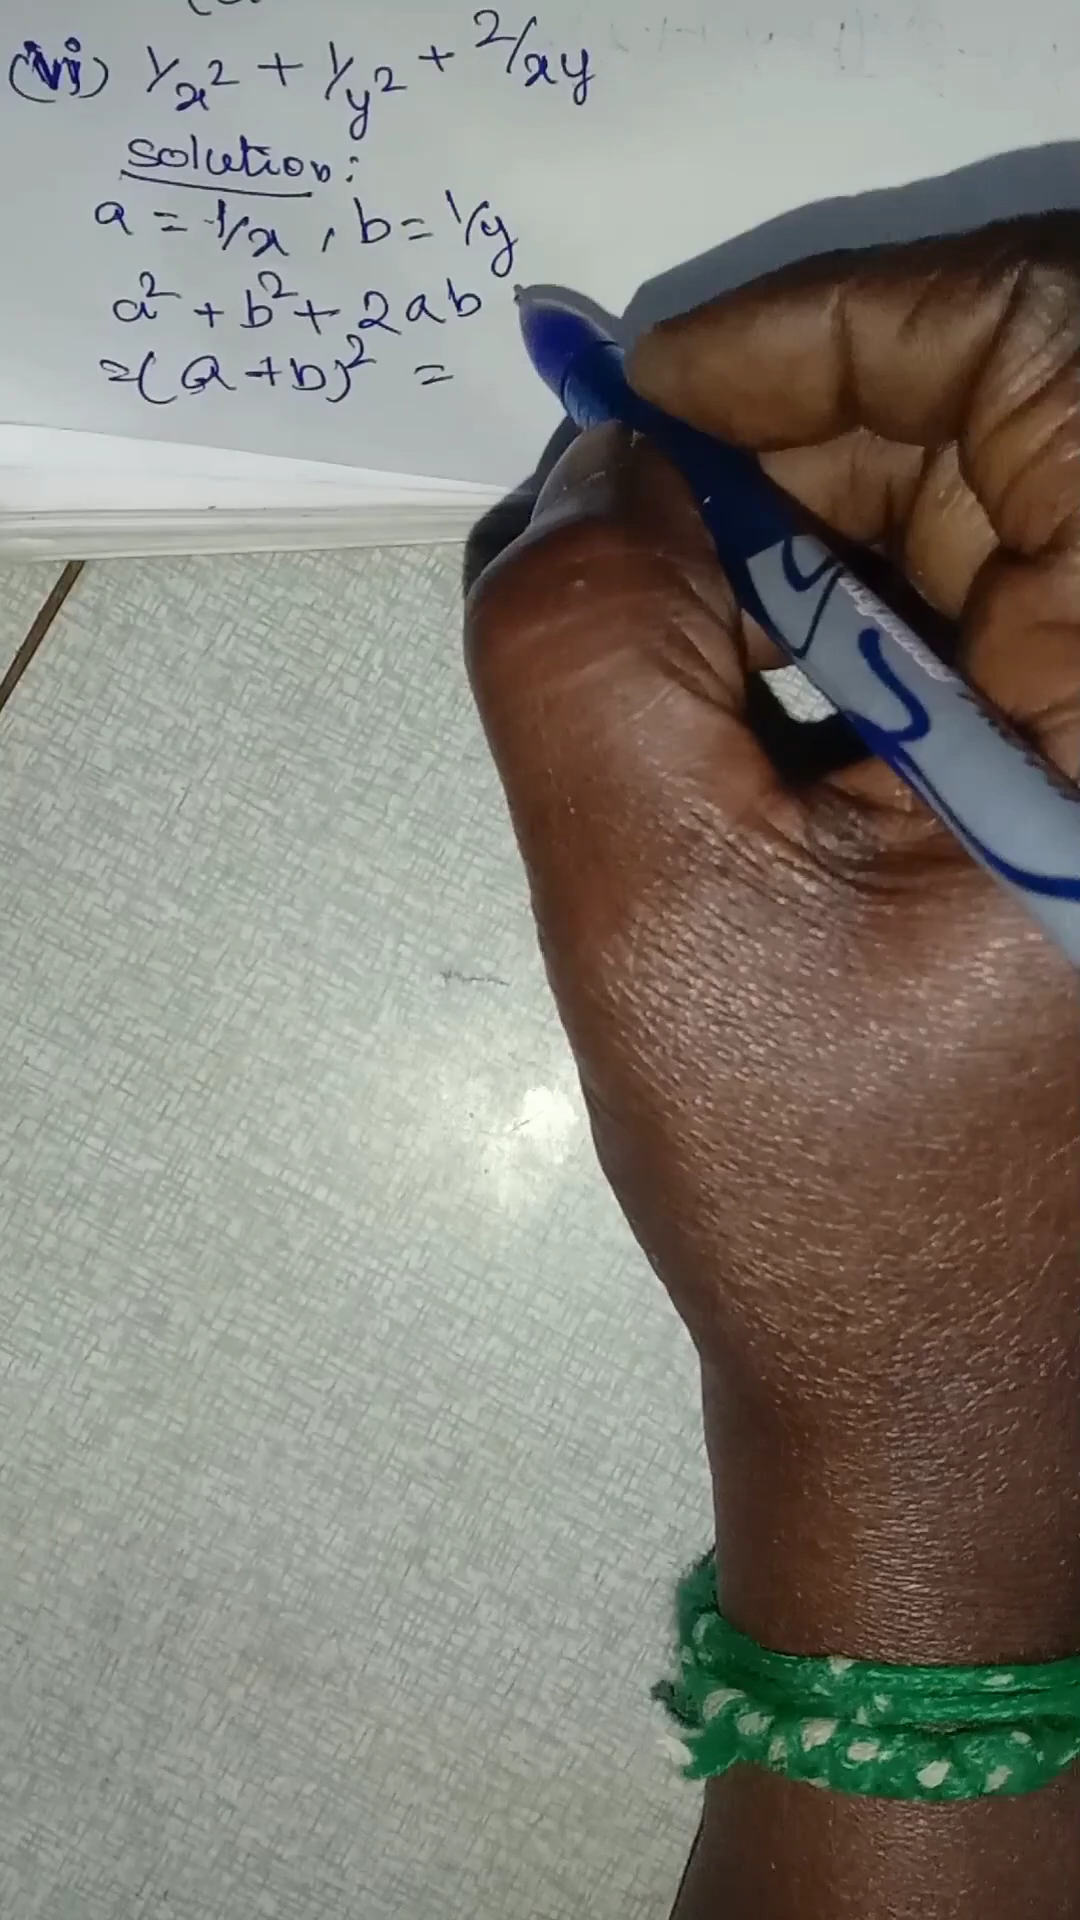 (vi) 1/x² + 1/y² + 2/xy
Solution:
a = 1/x , b = 1/y
a² + b² + 2ab
=(a+b)² =